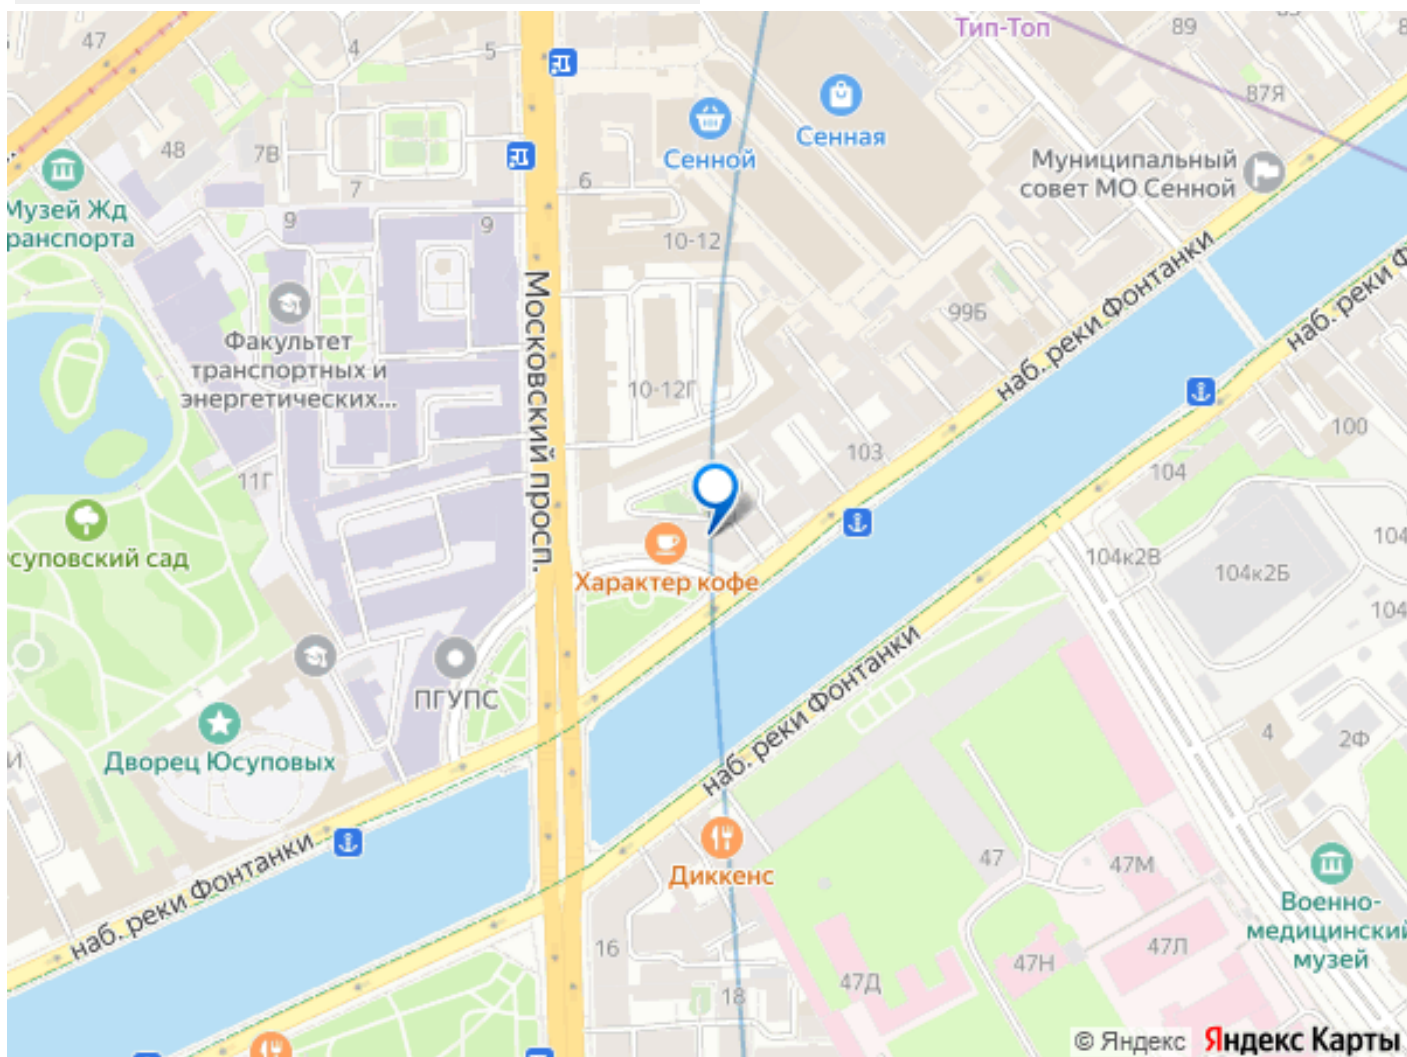 Тип-Топ
89
47
4
5
87Я
Сенной
Сенная
Муниципальный
совет МО Сенной
48
7В
7
6
Музей Жд
ранспорта
9
9
10-12
Московский просп.
наб. реки Фонтанки
наб. реки Ф
99Б
Факультет
транспортных и
энергетических...
10-12Г
103
100
104
11Г
104
суповский сад
Характер кофе
104к2В
104к2Б
104
ПГУПС
наб. реки Фонтанки
4
2Ф
И
Дворец Юсуповых
наб. реки Фонтанки
Диккенс
47
47М
Военно-
медицинский
музей
16
47Д
47Н
47Л
18
© Яндекс Яндекс Карты